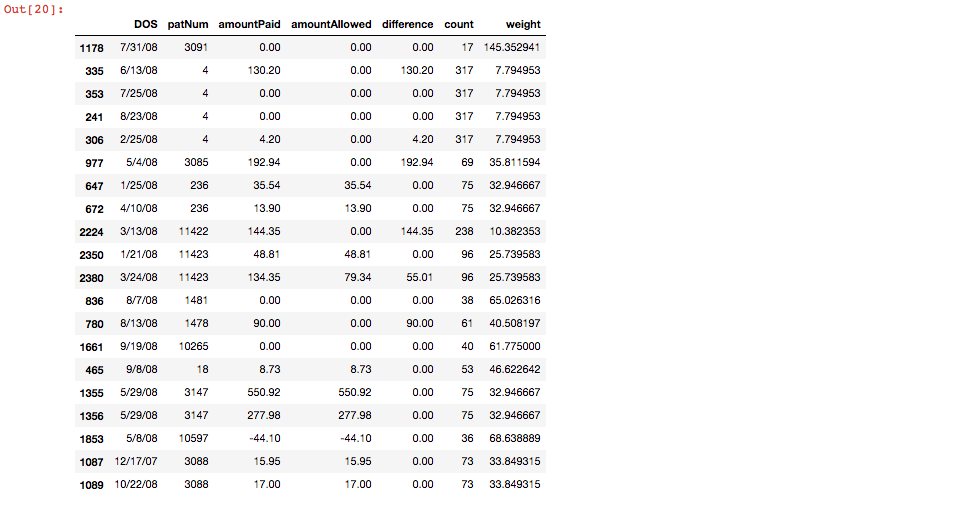 Out[20]:
DOS patNum amountPaid amountAllowed difference count weight
1178 7/31/08 3091 0.00 0.00 0.00 17 145.352941
335 6/13/08 4 130.20 0.00 130.20 317 7.794953
353 7/25/08 4 0.00 0.00 0.00 317 7.794953
241 8/23/08 4 0.00 0.00 0.00 317 7.794953
306 2/25/08 4 4.20 0.00 4.20 317 7.794953
977 5/4/08 3085 192.94 0.00 192.94 69 35.811594
647 1/25/08 236 35.54 35.54 0.00 75 32.946667
672 4/10/08 236 13.90 13.90 0.00 75 32.946667
2224 3/13/08 11422 144.35 0.00 144.35 238 10.382353
2350 1/21/08 11423 48.81 48.81 0.00 96 25.739583
2380 3/24/08 11423 134.35 79.34 55.01 96 25.739583
836 8/7/08 1481 0.00 0.00 0.00 38 65.026316
780 8/13/08 1478 90.00 0.00 90.00 61 40.508197
1661 9/19/08 10265 0.00 0.00 0.00 40 61.775000
465 9/8/08 18 8.73 8.73 0.00 53 46.622642
1355 5/29/08 3147 550.92 550.92 0.00 75 32.946667
1356 5/29/08 3147 277.98 277.98 0.00 75 32.946667
1853 5/8/08 10597 -44.10 -44.10 0.00 36 68.638889
1087 12/17/07 3088 15.95 15.95 0.00 73 33.849315
1089 10/22/08 3088 17.00 17.00 0.00 73 33.849315